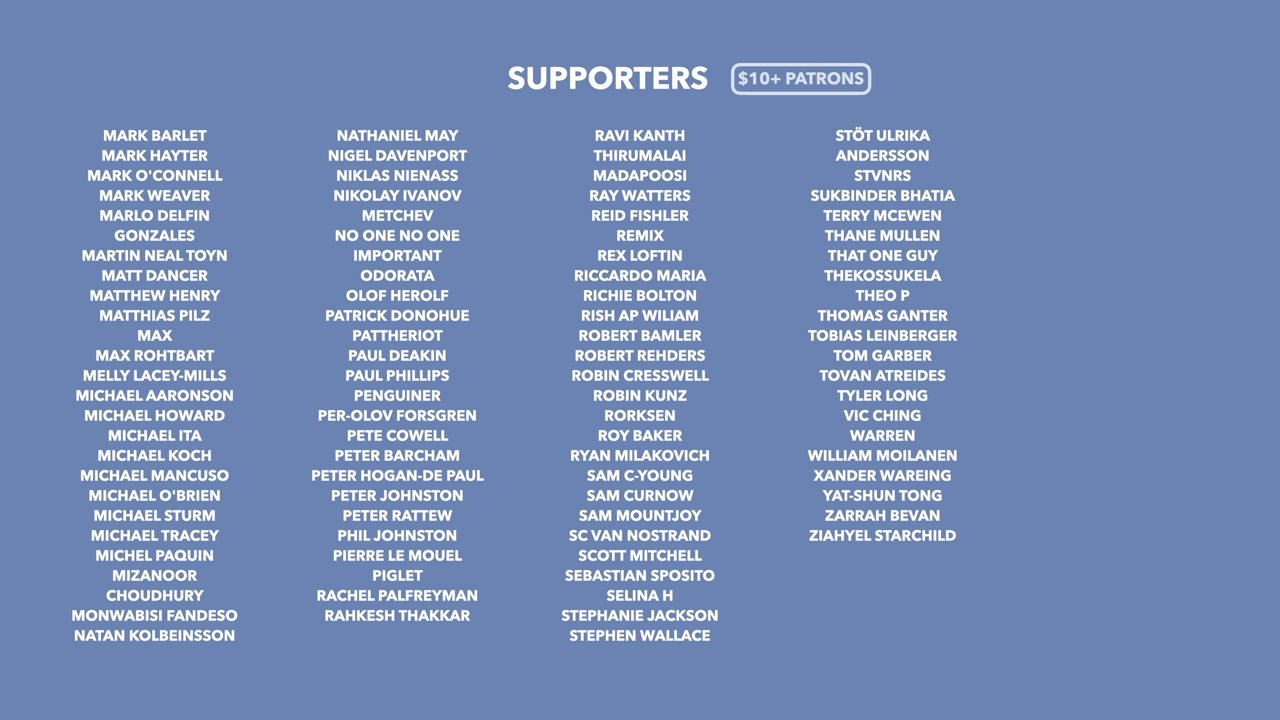 SUPPORTERS $10+ PATRONS
MARK BARLET
MARK HAYTER
MARK O'CONNELL
MARK WEAVER
MARLO DELFIN
GONZALES
MARTIN NEAL TOYN
MATT DANCER
MATTHEW HENRY
MATTHIAS PILZ
MAX
MAX ROHTBART
MELLY LACEY-MILLS
MICHAEL AARONSON
MICHAEL HOWARD
MICHAEL ITA
MICHAEL KOCH
MICHAEL MANCUSO
MICHAEL O'BRIEN
MICHAEL STURM
MICHAEL TRACEY
MICHEL PAQUIN
MIZANOOR
CHOUDHURY
MONWABISI FANDESO
NATAN KOLBEINSSON
NATHANIEL MAY
NIGEL DAVENPORT
NIKLAS NIENASS
NIKOLAY IVANOV
METCHEV
NO ONE NO ONE
IMPORTANT
ODORATA
OLOF HEROLF
PATRICK DONOHUE
PATTHERIOT
PAUL DEAKIN
PAUL PHILLIPS
PENGUINER
PER-OLOV FORSGREN
PETE COWELL
PETER BARCHAM
PETER HOGAN-DE PAUL
PETER JOHNSTON
PETER RATTEW
PHIL JOHNSTON
PIERRE LE MOUEL
PIGLET
RACHEL PALFREYMAN
RAHKESH THAKKAR
RAVI KANTH
THIRUMALAI
MADAPOOSI
RAY WATTERS
REID FISHLER
REMIX
REX LOFTIN
RICCARDO MARIA
RICHIE BOLTON
RISH AP WILIAM
ROBERT BAMLER
ROBERT REHDERS
ROBIN CRESSWELL
ROBIN KUNZ
RORKSEN
ROY BAKER
RYAN MILAKOVICH
SAM C-YOUNG
SAM CURNOW
SAM MOUNTJOY
SC VAN NOSTRAND
SCOTT MITCHELL
SEBASTIAN SPOSITO
SELINA H
STEPHANIE JACKSON
STEPHEN WALLACE
STÖT ULRIKA
ANDERSSON
STVNRS
SUKBINDER BHATIA
TERRY MCEWEN
THANE MULLEN
THAT ONE GUY
THEKOSSUKELA
THEO P
THOMAS GANTER
TOBIAS LEINBERGER
TOM GARBER
TOVAN ATREIDES
TYLER LONG
VIC CHING
WARREN
WILLIAM MOILANEN
XANDER WAREING
YAT-SHUN TONG
ZARRAH BEVAN
ZIAHYEL STARCHILD